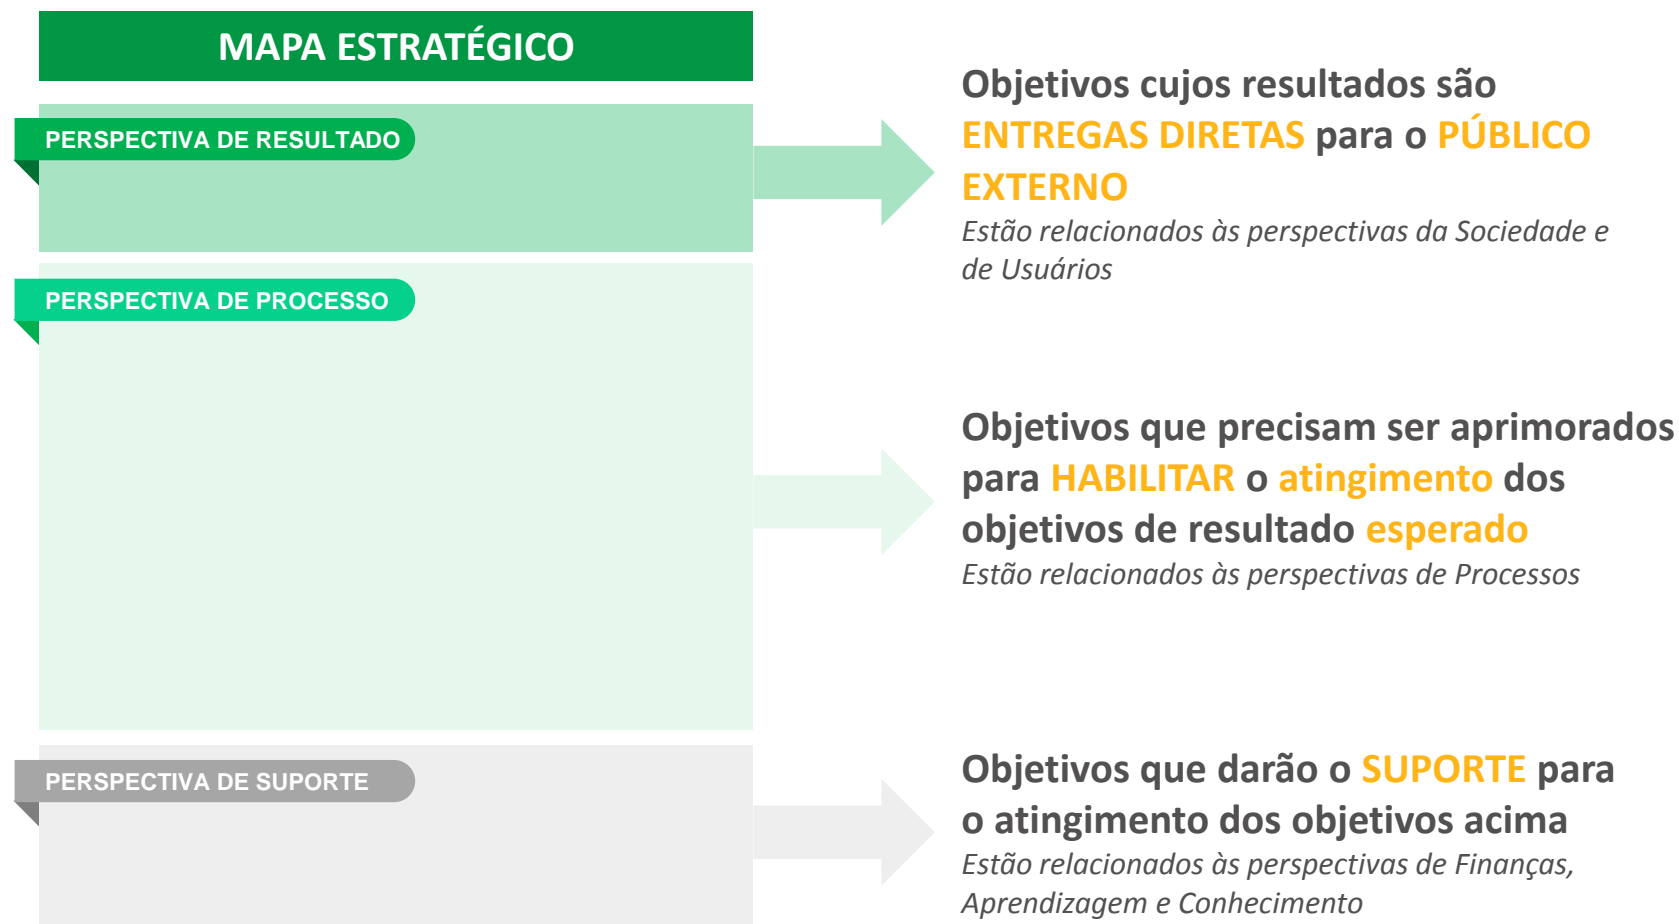 MAPA ESTRATÉGICO
PERSPECTIVA DE RESULTADO
Objetivos cujos resultados são
ENTREGAS DIRETAS para o PÚBLICO
EXTERNO
Estão relacionados às perspectivas da Sociedade e
de Usuários
PERSPECTIVA DE PROCESSO
Objetivos que precisam ser aprimorados
para HABILITAR o atingimento dos
objetivos de resultado esperado
Estão relacionados às perspectivas de Processos
PERSPECTIVA DE SUPORTE
Objetivos que darão o SUPORTE para
o atingimento dos objetivos acima
Estão relacionados às perspectivas de Finanças,
Aprendizagem e Conhecimento